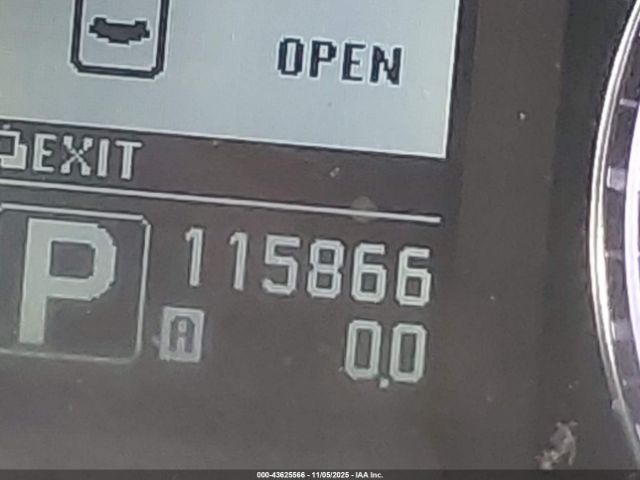 OPEN
EXIT
P
115866
A
0.0
000-43625566 - 11/05/2025 - IAA Inc.